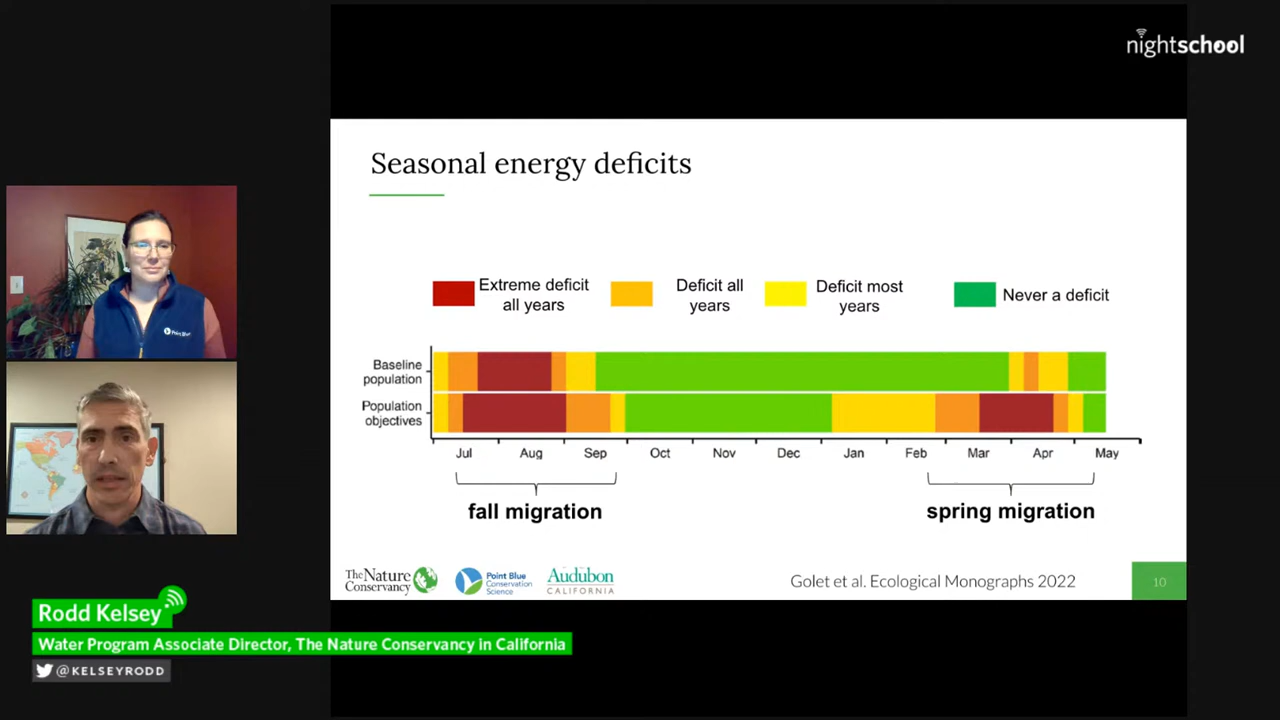 nightschool
Seasonal energy deficits
Extreme deficit
all years
Deficit all
years
Deficit most
years
Never a deficit
Baseline
population
Population
objectives
Jul Aug Sep Oct Nov Dec Jan Feb Mar Apr May
fall migration
spring migration
The Nature
Conservancy
Point Blue
Conservation
Science
Audubon
CALIFORNIA
Golet et al. Ecological Monographs 2022
10
Point Blue
Rodd Kelsey
Water Program Associate Director, The Nature Conservancy in California
@KELSEYRODD